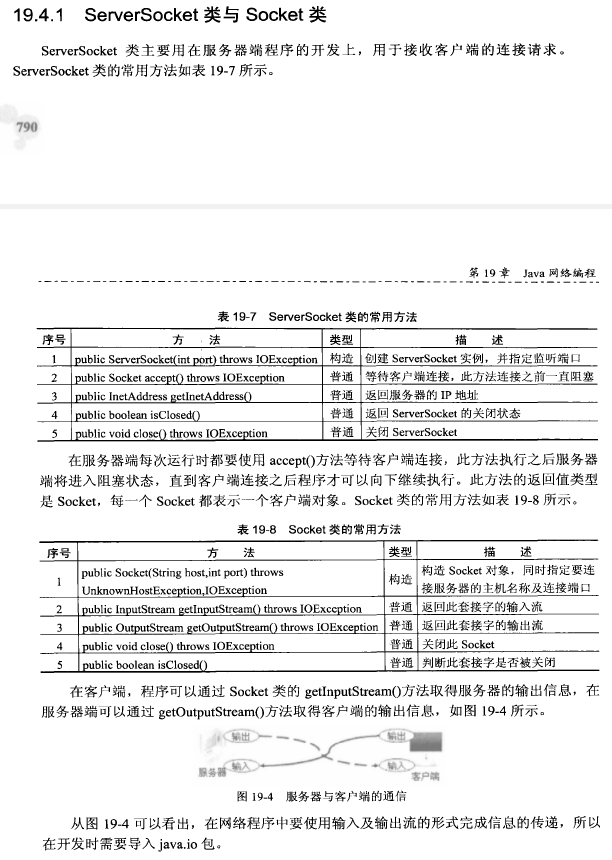 19.4.1 ServerSocket 类与 Socket 类
ServerSocket 类主要用在服务器端程序的开发上，用于接收客户端的连接请求。
ServerSocket 类的常用方法如表 19-7 所示。
790
第 19 章 Java 网络编程
表 19-7 ServerSocket 类的常用方法
序号 方 法 类型 描 述
1 public ServerSocket(int port) throws IOException 构造 创建 ServerSocket 实例，并指定监听端口
2 public Socket accept() throws IOException 普通 等待客户端连接，此方法连接之前一直阻塞
3 public InetAddress getInetAddress() 普通 返回服务器的 IP 地址
4 public boolean isClosed() 普通 返回 ServerSocket 的关闭状态
5 public void close() throws IOException 普通 关闭 ServerSocket
在服务器端每次运行时都要使用 accept()方法等待客户端连接，此方法执行之后服务器
端将进入阻塞状态，直到客户端连接之后程序才可以向下继续执行。此方法的返回值类型
是 Socket，每一个 Socket 都表示一个客户端对象。Socket 类的常用方法如表 19-8 所示。
表 19-8 Socket 类的常用方法
序号 方 法 类型 描 述
1 public Socket(String host,int port) throws 构造 构造 Socket 对象，同时指定要连
UnknownHostException,IOException 接服务器的主机名称及连接端口
2 public InputStream getInputStream() throws IOException 普通 返回此套接字的输入流
3 public OutputStream getOutputStream() throws IOException 普通 返回此套接字的输出流
4 public void close() throws IOException 普通 关闭此 Socket
5 public boolean isClosed() 普通 判断此套接字是否被关闭
在客户端，程序可以通过 Socket 类的 getInputStream()方法取得服务器的输出信息，在
服务器端可以通过 getOutputStream()方法取得客户端的输出信息，如图 19-4 所示。
输出 输出
服务器 输入 输入
客户端
图 19-4 服务器与客户端的通信
从图 19-4 可以看出，在网络程序中要使用输入及输出流的形式完成信息的传递，所以
在开发时需要导入 java.io 包。